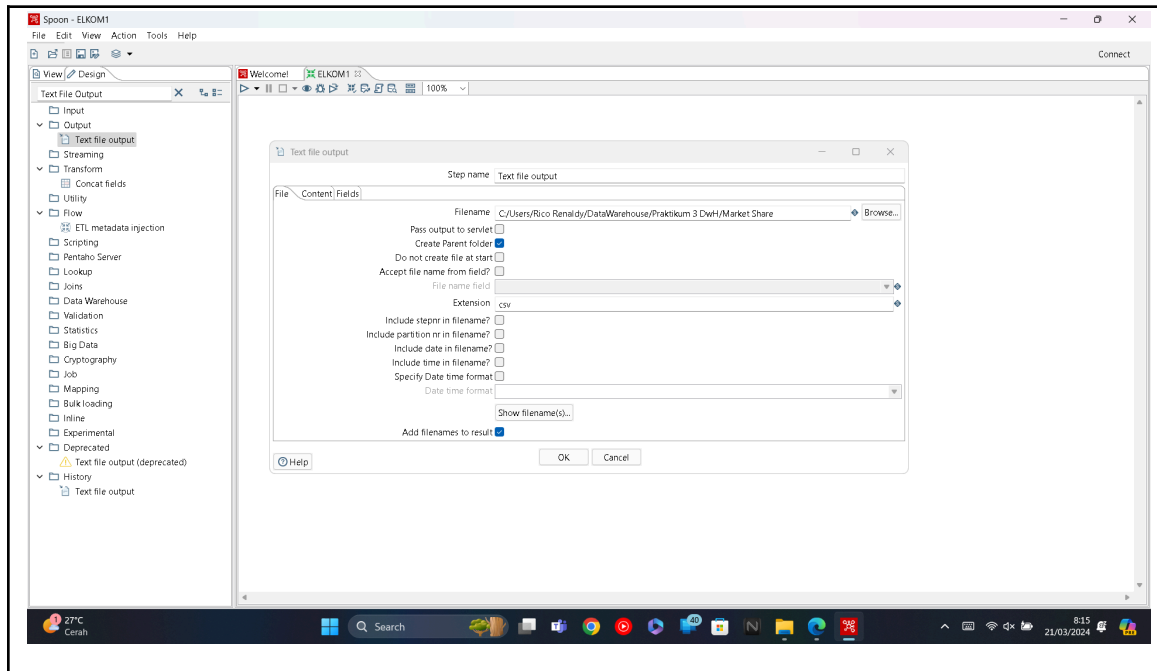 Spoon - ELKOM1
File Edit View Action Tools Help
Connect
View Design
Welcome! ELKOM1
Text File Output
100%
Input
Output
Text file output
Streaming
Transform
Concat fields
Utility
Flow
ETL metadata injection
Scripting
Pentaho Server
Lookup
Joins
Data Warehouse
Validation
Statistics
Big Data
Cryptography
Job
Mapping
Bulk loading
Inline
Experimental
Deprecated
Text file output (deprecated)
History
Text file output
Text file output
Step name Text file output
File Content Fields
Filename C:/Users/Rico Renaldy/DataWarehouse/Praktikum 3 DwH/Market Share Browse...
Pass output to servlet
Create Parent folder
Do not create file at start
Accept file name from field?
File name field
Extension csv
Include stepnr in filename?
Include partition nr in filename?
Include date in filename?
Include time in filename?
Specify Date time format
Date time format
Show filename(s)...
Add filenames to result
Help OK Cancel
1
27°C
Cerah
Search
40
8:15
21/03/2024
PRE